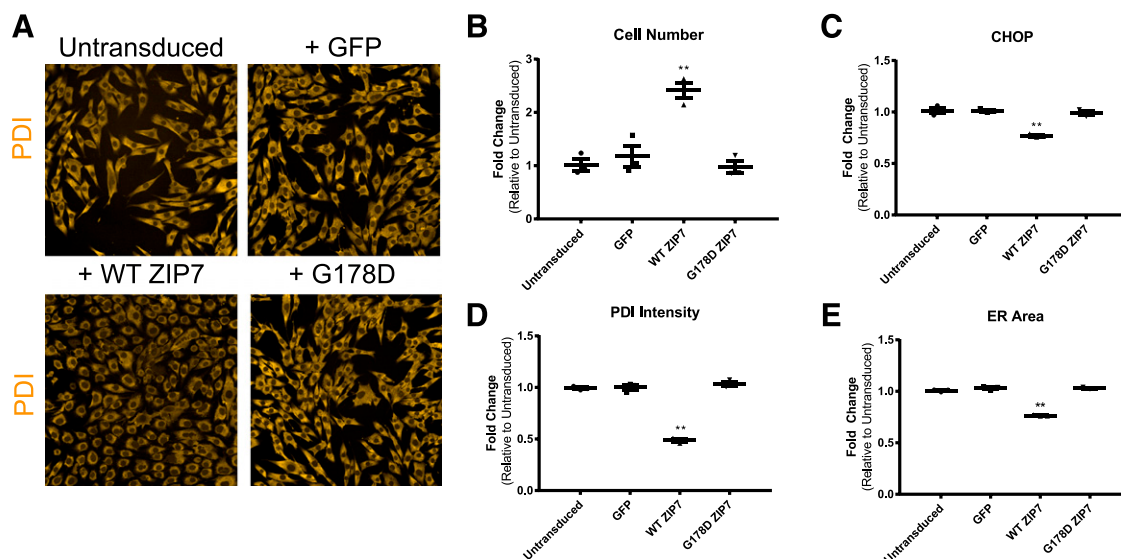 A
Untransduced
+ GFP
PDI
+ WT ZIP7
+ G178D
PDI
B
Cell Number
Fold Change
(Relative to Untransduced)
3
2
1
0
**
Untransduced
GFP
WT ZIP7
G178D ZIP7
C
CHOP
Fold Change
(Relative to Untransduced)
1.5
1.0
0.5
0.0
**
Untransduced
GFP
WT ZIP7
G178D ZIP7
D
PDI Intensity
Fold Change
(Relative to Untransduced)
1.5
1.0
0.5
0.0
**
Untransduced
GFP
WT ZIP7
G178D ZIP7
E
ER Area
Fold Change
(Relative to Untransduced)
1.5
1.0
0.5
0.0
**
Untransduced
GFP
WT ZIP7
G178D ZIP7